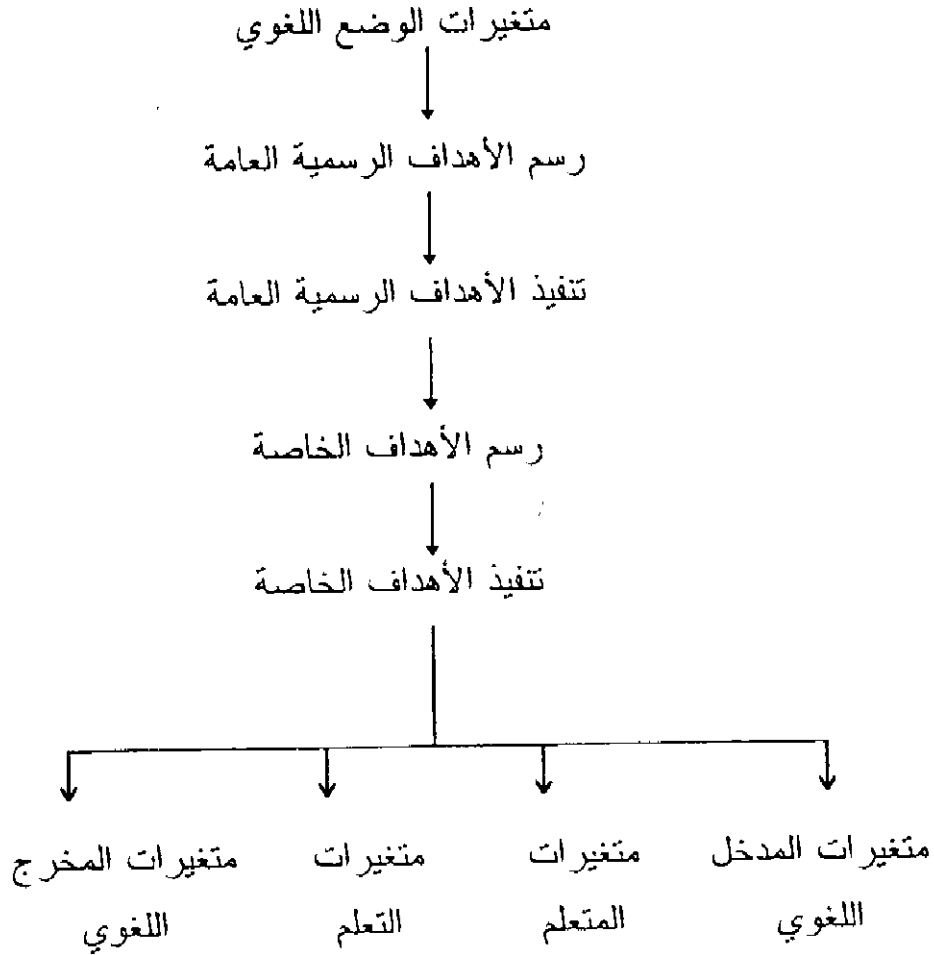 متغيرات الوضع اللغوي
رسم الأهداف الرسمية العامة
تنفيذ الأهداف الرسمية العامة
رسم الأهداف الخاصة
تنفيذ الأهداف الخاصة
متغيرات المدخل
اللغوي
متغيرات
المتعلم
متغيرات
التعلم
متغيرات المخرج
اللغوي